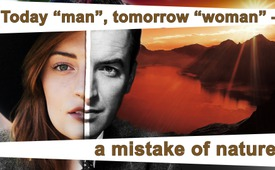 Today “man”, tomorrow “woman” -
a mistake of nature